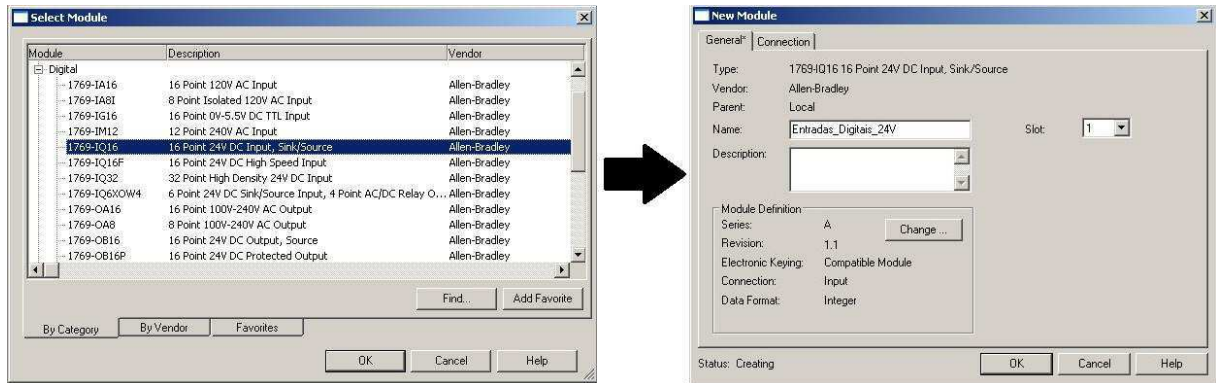 Select Module
Module Description Vendor
Digital
1769-IA16 16 Point 120V AC Input Allen-Bradley
1769-IA8I 8 Point Isolated 120V AC Input Allen-Bradley
1769-IG16 16 Point 0V-5.5V DC TTL Input Allen-Bradley
1769-IM12 12 Point 240V AC Input Allen-Bradley
1769-IQ16 16 Point 24V DC Input, Sink/Source Allen-Bradley
1769-IQ16F 16 Point 24V DC High Speed Input Allen-Bradley
1769-IQ32 32 Point High Density 24V DC Input Allen-Bradley
1769-IQ6XOW4 6 Point 24V DC Sink/Source Input, 4 Point AC/DC Relay O... Allen-Bradley
1769-OA16 16 Point 100V-240V AC Output Allen-Bradley
1769-OA8 8 Point 100V-240V AC Output Allen-Bradley
1769-OB16 16 Point 24V DC Output, Source Allen-Bradley
1769-OB16P 16 Point 24V DC Protected Output Allen-Bradley
Find... Add Favorite
By Category By Vendor Favorites
OK Cancel Help
New Module
General* Connection
Type: 1769-IQ16 16 Point 24V DC Input, Sink/Source
Vendor: Allen-Bradley
Parent: Local
Name: Entradas_Digitais_24V Slot: 1
Description:
Module Definition
Series: A Change ...
Revision: 1.1
Electronic Keying: Compatible Module
Connection: Input
Data Format: Integer
Status: Creating OK Cancel Help